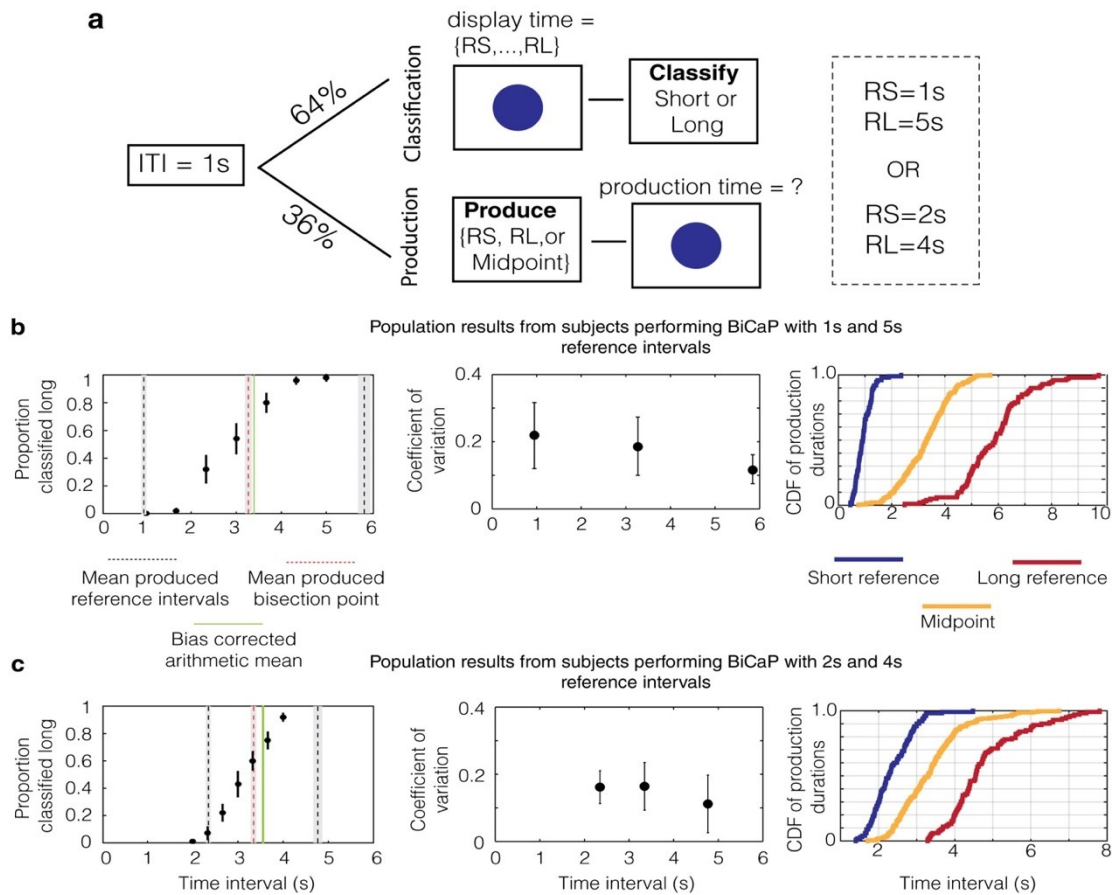 a
ITI = 1s
64%
36%
Classification
Production
display time =
{RS,...,RL}
Classify
Short or
Long
Produce
{RS, RL,or
Midpoint}
production time = ?
RS=1s
RL=5s
OR
RS=2s
RL=4s
b
Population results from subjects performing BiCaP with 1s and 5s
reference intervals
Proportion
classified long
1
0.8
0.6
0.4
0.2
0
0 1 2 3 4 5 6
Coefficient of
variation
0.4
0.2
0
0 1 2 3 4 5 6
CDF of production
durations
1.0
0
0 2 4 6 8 10
Mean produced
reference intervals
Mean produced
bisection point
Bias corrected
arithmetic mean
Short reference
Long reference
Midpoint
c
Population results from subjects performing BiCaP with 2s and 4s
reference intervals
Proportion
classified long
1
0.8
0.6
0.4
0.2
0
0 1 2 3 4 5 6
Time interval (s)
Coefficient of
variation
0.4
0.2
0
0 1 2 3 4 5 6
Time interval (s)
CDF of production
durations
1.0
0
2 4 6 8
Time interval (s)